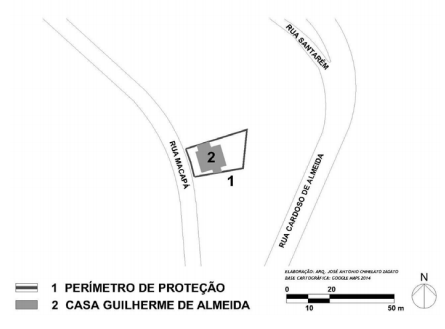 RUA SANTARÉM
RUA MACAPÁ
2
1
RUA CARDOSO DE ALMEIDA
ELABORAÇÃO: ARQ. JOSÉ ANTONIO CHINELATO ZAGATO
BASE CARTOGRÁFICA: GOOGLE MAPS 2014
N
0 20
10 50 m
1 PERÍMETRO DE PROTEÇÃO
2 CASA GUILHERME DE ALMEIDA